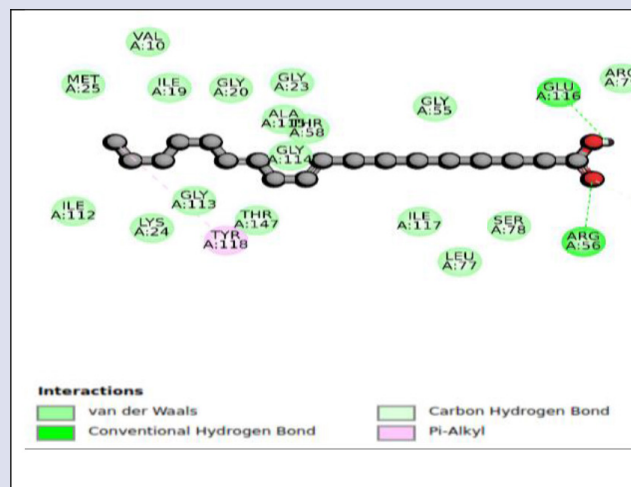 VAL
A:10
MET
A:25
ILE
A:19
GLY
A:20
GLY
A:23
GLY
A:55
GLU
A:116
ARG
ALA
THR
A:58
GLY
A:114
ILE
A:112
GLY
A:113
LYS
A:24
THR
A:147
TYR
A:118
ILE
A:117
SER
A:78
LEU
A:77
ARG
A:56
Interactions
van der Waals
Conventional Hydrogen Bond
Carbon Hydrogen Bond
Pi-Alkyl